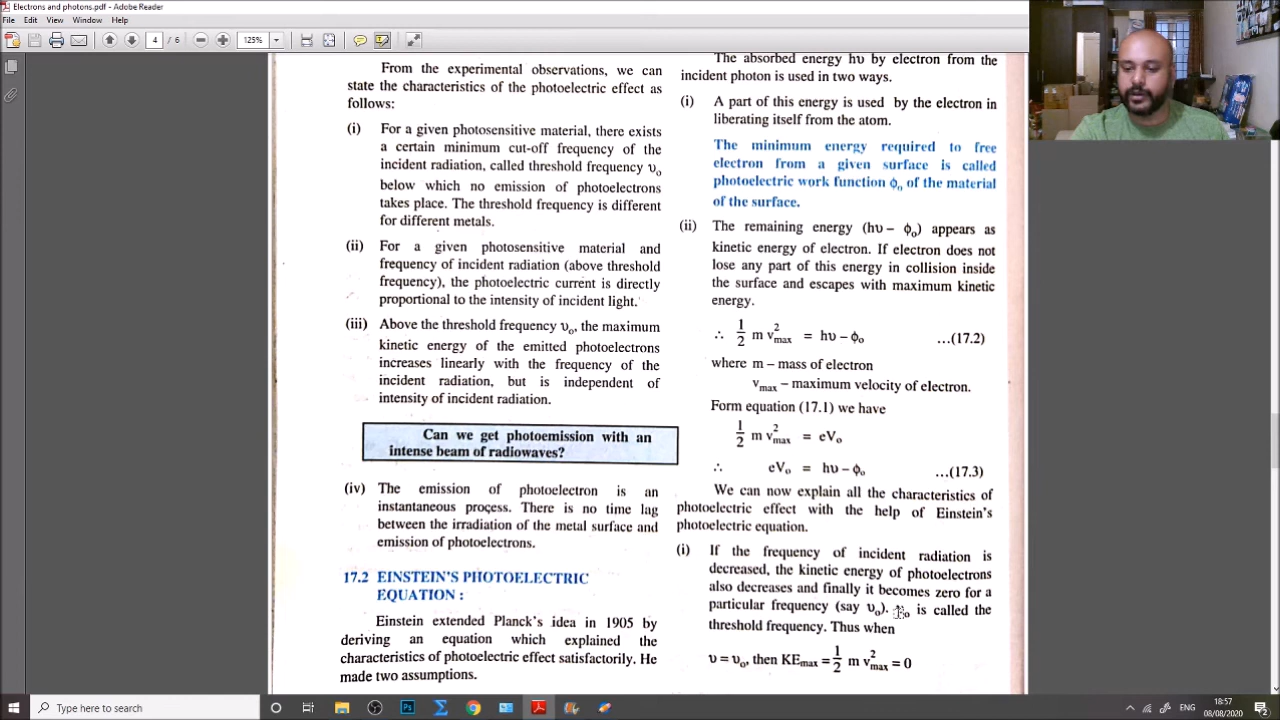 Electrons and photons.pdf - Adobe Reader
File Edit View Window Help
4 / 6 125%
From the experimental observations, we can
state the characteristics of the photoelectric effect as
follows:
(i) For a given photosensitive material, there exists
a certain minimum cut-off frequency of the
incident radiation, called threshold frequency υ₀
below which no emission of photoelectrons
takes place. The threshold frequency is different
for different metals.
(ii) For a given photosensitive material and
frequency of incident radiation (above threshold
frequency), the photoelectric current is directly
proportional to the intensity of incident light.
(iii) Above the threshold frequency υ₀, the maximum
kinetic energy of the emitted photoelectrons
increases linearly with the frequency of the
incident radiation, but is independent of
intensity of incident radiation.
Can we get photoemission with an
intense beam of radiowaves?
(iv) The emission of photoelectron is an
instantaneous process. There is no time lag
between the irradiation of the metal surface and
emission of photoelectrons.
17.2 EINSTEIN'S PHOTOELECTRIC
EQUATION :
Einstein extended Planck's idea in 1905 by
deriving an equation which explained the
characteristics of photoelectric effect satisfactorily. He
made two assumptions.
The absorbed energy hυ by electron from the
incident photon is used in two ways.
(i) A part of this energy is used by the electron in
liberating itself from the atom.
The minimum energy required to free
electron from a given surface is called
photoelectric work function ϕ₀ of the material
of the surface.
(ii) The remaining energy (hυ – ϕ₀) appears as
kinetic energy of electron. If electron does not
lose any part of this energy in collision inside
the surface and escapes with maximum kinetic
energy.
∴ 1/2 m v²max = hυ – ϕ₀ ...(17.2)
where m – mass of electron
vmax – maximum velocity of electron.
Form equation (17.1) we have
1/2 m v²max = eV₀
∴ eV₀ = hυ – ϕ₀ ...(17.3)
We can now explain all the characteristics of
photoelectric effect with the help of Einstein's
photoelectric equation.
(i) If the frequency of incident radiation is
decreased, the kinetic energy of photoelectrons
also decreases and finally it becomes zero for a
particular frequency (say υ₀). is called the
threshold frequency. Thus when
υ = υ₀, then KEmax = 1/2 m v²max = 0
Type here to search
ENG
18:57
08/08/2020
2